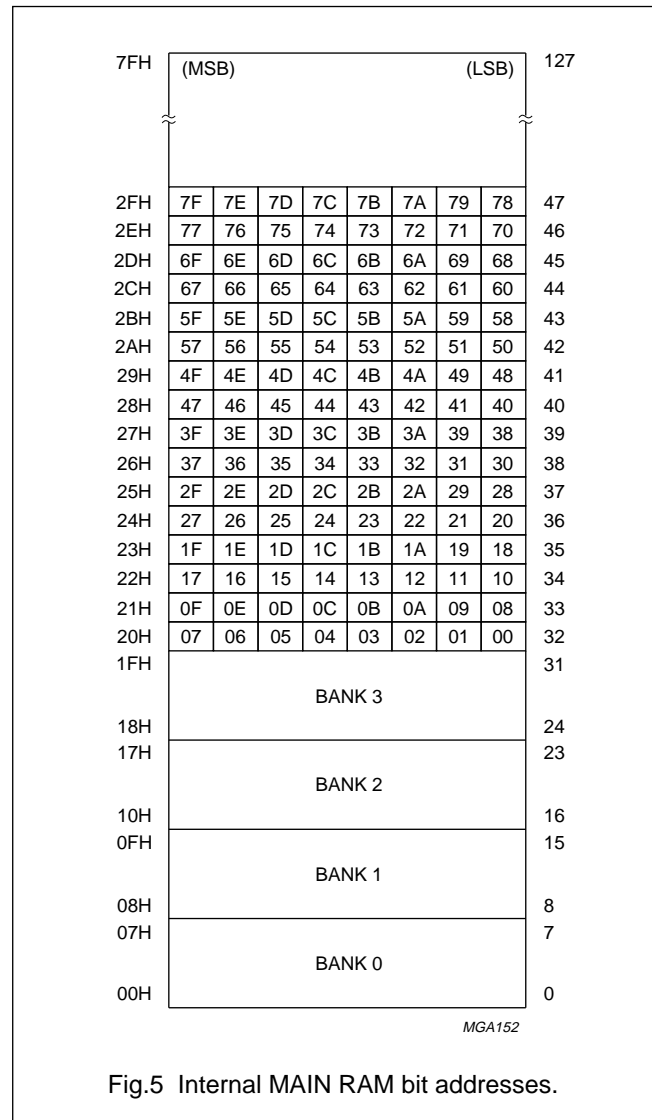 7FH (MSB) (LSB) 127
2FH 7F 7E 7D 7C 7B 7A 79 78 47
2EH 77 76 75 74 73 72 71 70 46
2DH 6F 6E 6D 6C 6B 6A 69 68 45
2CH 67 66 65 64 63 62 61 60 44
2BH 5F 5E 5D 5C 5B 5A 59 58 43
2AH 57 56 55 54 53 52 51 50 42
29H 4F 4E 4D 4C 4B 4A 49 48 41
28H 47 46 45 44 43 42 41 40 40
27H 3F 3E 3D 3C 3B 3A 39 38 39
26H 37 36 35 34 33 32 31 30 38
25H 2F 2E 2D 2C 2B 2A 29 28 37
24H 27 26 25 24 23 22 21 20 36
23H 1F 1E 1D 1C 1B 1A 19 18 35
22H 17 16 15 14 13 12 11 10 34
21H 0F 0E 0D 0C 0B 0A 09 08 33
20H 07 06 05 04 03 02 01 00 32
1FH 31
BANK 3
18H 24
17H 23
BANK 2
10H 16
0FH 15
BANK 1
08H 8
07H 7
BANK 0
00H 0
MGA152
Fig.5 Internal MAIN RAM bit addresses.